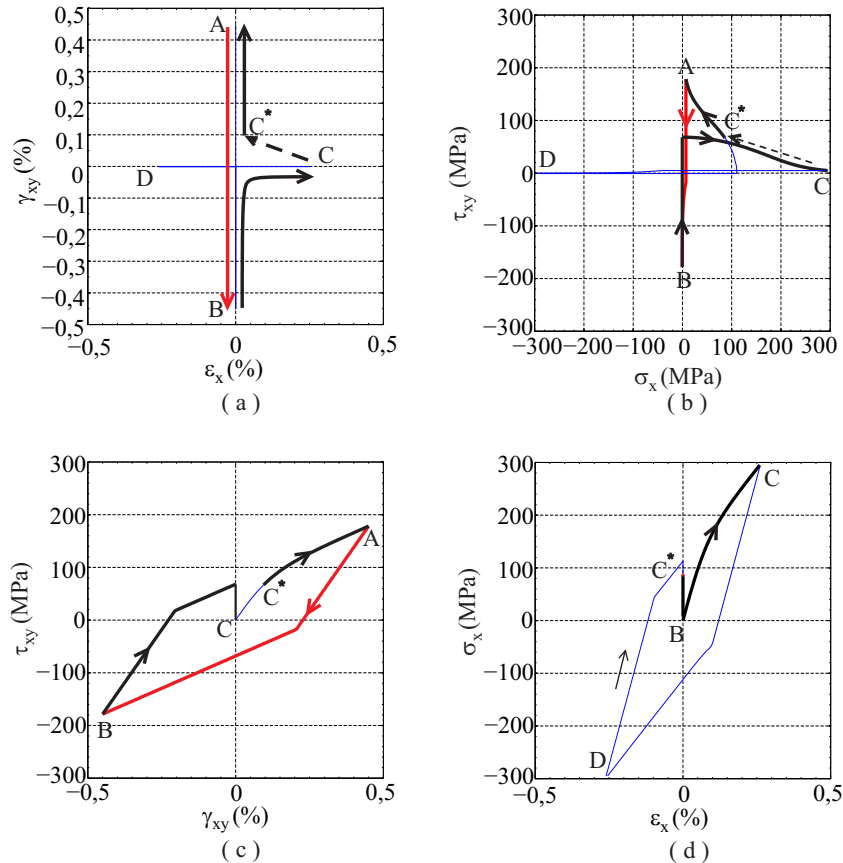 0,5
0,4
0,3
0,2
0,1
0
−0,1
−0,2
−0,3
−0,4
−0,5
γxy (%)
A
C*
C
D
B
−0,5
0
0,5
εx (%)
( a )
300
200
100
0
−100
−200
−300
τxy (MPa)
A
C*
D
C
B
−300
−200
−100
0
100
200
300
σx (MPa)
( b )
300
200
100
0
−100
−200
−300
τxy (MPa)
A
C*
C
B
−0,5
0
0,5
γxy (%)
( c )
300
200
100
0
−100
−200
−300
σx (MPa)
C
C*
B
D
−0,5
0
0,5
εx (%)
( d )